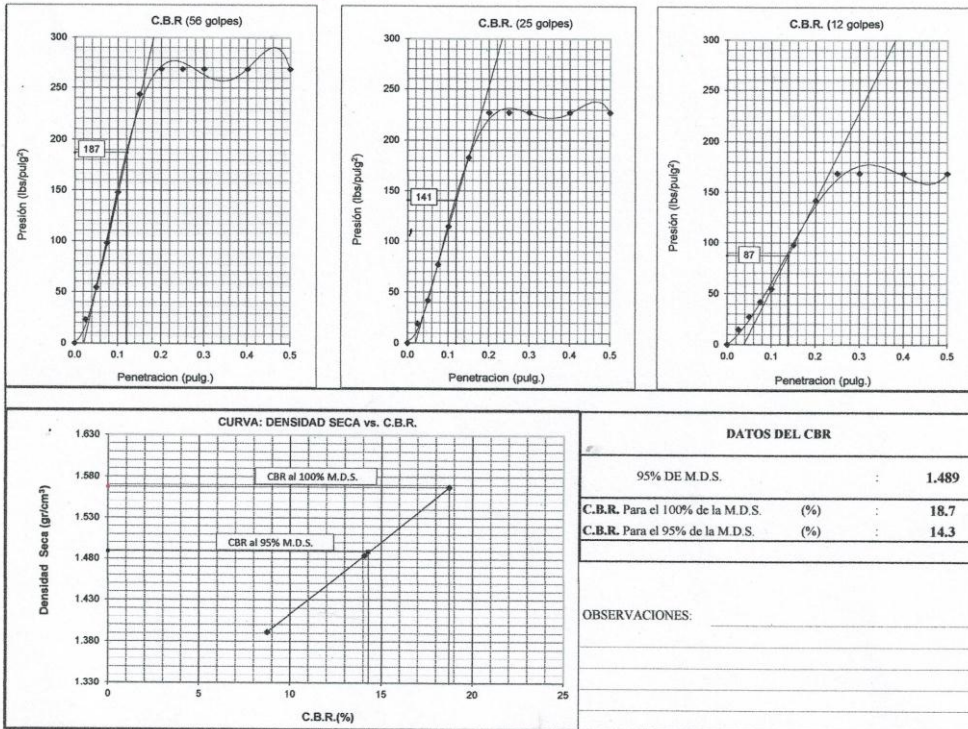 C.B.R (56 golpes)
300
250
200
150
100
50
0
187
Presión (lbs/pulg²)
0.0 0.1 0.2 0.3 0.4 0.5
Penetracion (pulg.)
C.B.R. (25 golpes)
300
250
200
150
100
50
0
141
Presión (lbs/pulg²)
0.0 0.1 0.2 0.3 0.4 0.5
Penetracion (pulg.)
C.B.R. (12 golpes)
300
250
200
150
100
50
0
87
Presión (lbs/pulg²)
0.0 0.1 0.2 0.3 0.4 0.5
Penetracion (pulg.)
CURVA: DENSIDAD SECA vs. C.B.R.
1.630
1.580
1.530
1.480
1.430
1.380
1.330
CBR al 100% M.D.S.
CBR al 95% M.D.S.
Densidad Seca (gr/cm³)
0 5 10 15 20 25
C.B.R.(%)
DATOS DEL CBR
95% DE M.D.S. : 1.489
C.B.R. Para el 100% de la M.D.S. (%) : 18.7
C.B.R. Para el 95% de la M.D.S. (%) : 14.3
OBSERVACIONES: